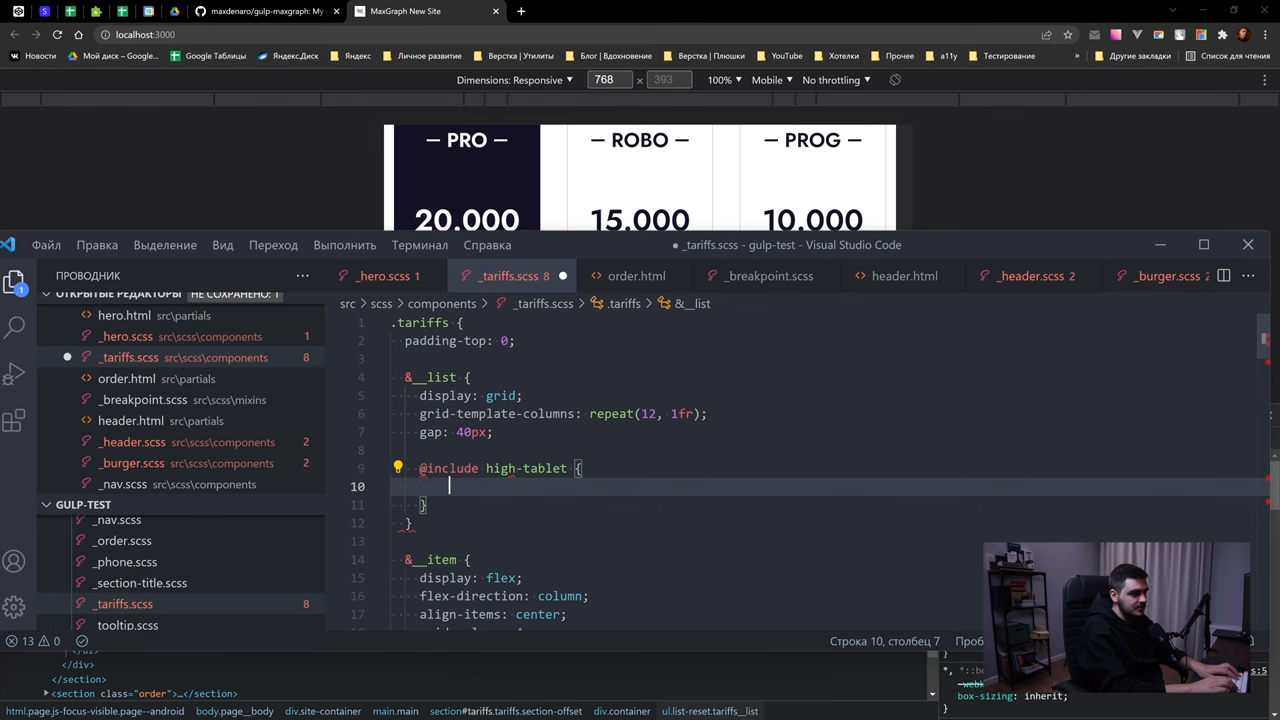 maxdenaro/gulp-maxgraph: My
MaxGraph New Site
localhost:3000
Новости
Мой диск – Google...
Google Таблицы
Яндекс.Диск
Яндекс
Личное развитие
Верстка | Утилиты
Блог | Вдохновение
Верстка | Плюшки
YouTube
Хотелки
Прочее
a11y
Тестирование
»
Другие закладки
Список для чтения
Dimensions: Responsive
768
×
393
100%
Mobile
No throttling
— PRO —
— ROBO —
— PROG —
20.000
15.000
10.000
Файл
Правка
Выделение
Вид
Переход
Выполнить
Терминал
Справка
● _tariffs.scss - gulp-test - Visual Studio Code
ПРОВОДНИК
_hero.scss 1
_tariffs.scss 8
order.html
_breakpoint.scss
header.html
_header.scss 2
_burger.scss 2
ОТКРЫТЫЕ РЕДАКТОРЫ
НЕ СОХРАНЕНО: 1
src > scss > components > _tariffs.scss > .tariffs > &__list
hero.html src\partials
_hero.scss src\scss\components 1
_tariffs.scss src\scss\components 8
order.html src\partials
_breakpoint.scss src\scss\mixins
header.html src\partials
_header.scss src\scss\components 2
_burger.scss src\scss\components 2
_nav.scss src\scss\components
GULP-TEST
_nav.scss
_order.scss
_phone.scss
_section-title.scss
_tariffs.scss 8
tooltip.scss
1 .tariffs {
2 padding-top: 0;
3
4 &__list {
5 display: grid;
6 grid-template-columns: repeat(12, 1fr);
7 gap: 40px;
8
9 @include high-tablet {
10
11 }
12 }
13
14 &__item {
15 display: flex;
16 flex-direction: column;
17 align-items: center;
13 0
Строка 10, столбец 7
</div>
</section>
<section class="order">…</section>
box-sizing: inherit;
}
html.page.js-focus-visible.page--android
body.page__body
div.site-container
main.main
section#tariffs.tariffs.section-offset
div.container
ul.list-reset.tariffs__list